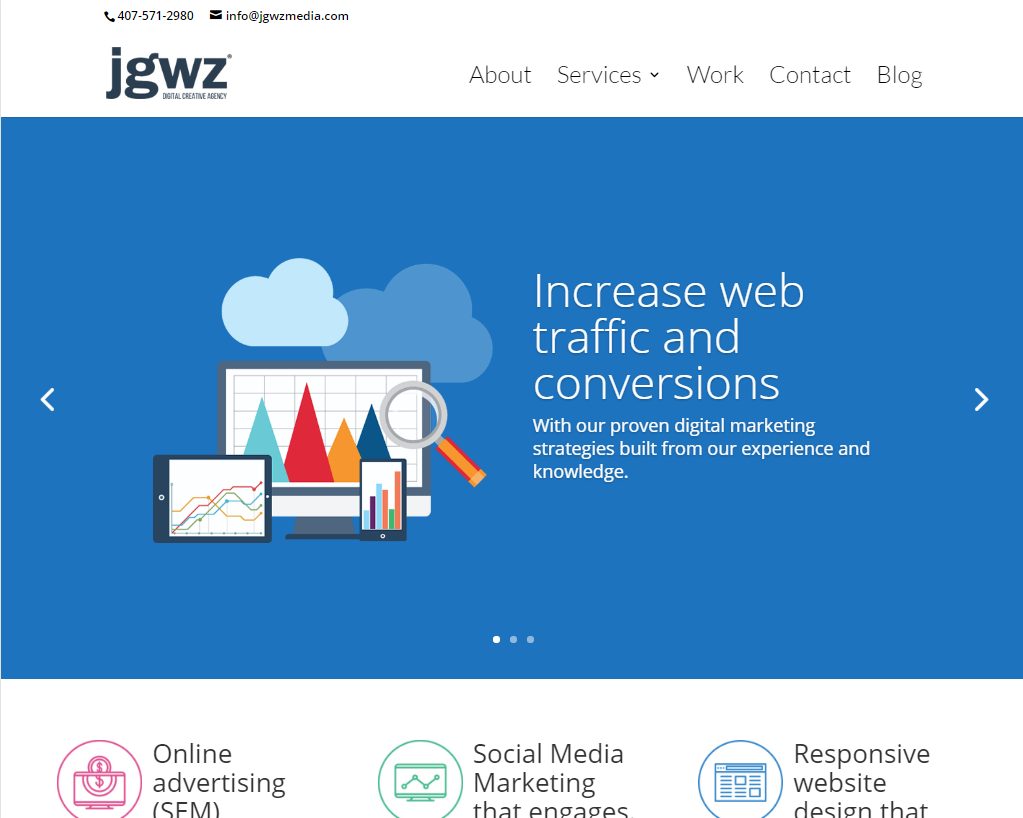 407-571-2980 info@jgwzmedia.com
jgwz
DIGITAL CREATIVE AGENCY
About Services Work Contact Blog
Increase web
traffic and
conversions
With our proven digital marketing
strategies built from our experience and
knowledge.
Online
advertising
(SEM)
Social Media
Marketing
that engages.
Responsive
website
design that